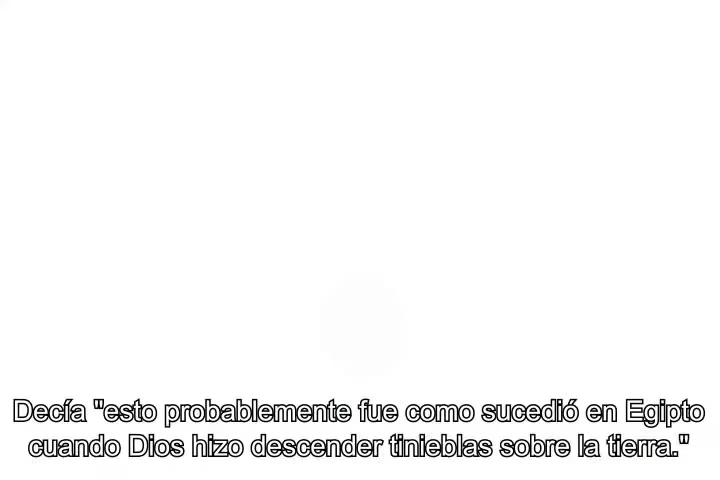 Decía "esto probablemente fue como sucedió en Egipto
cuando Dios hizo descender tinieblas sobre la tierra."